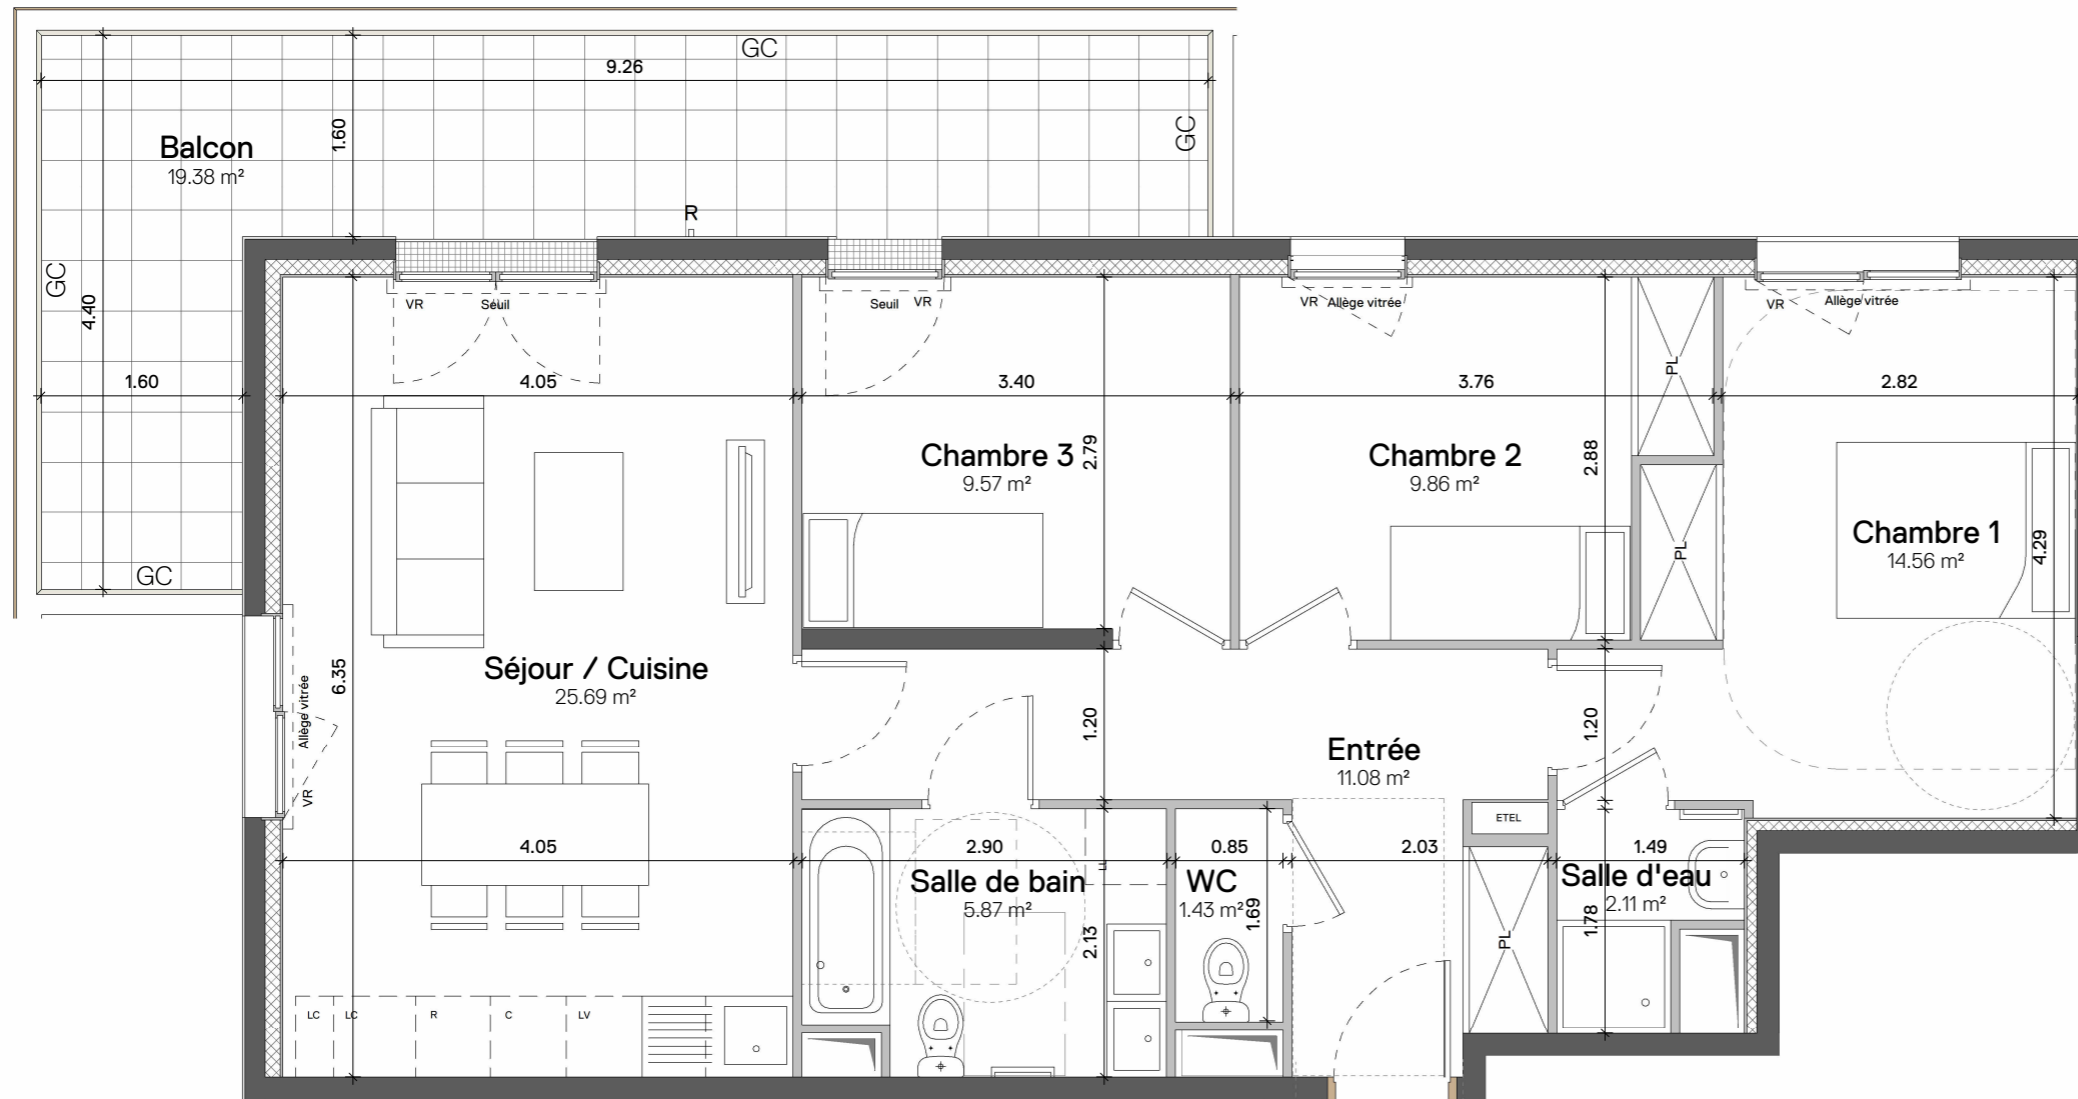 GC
9.26
Balcon
19.38 m²
1.60
GC
R
GC
4.40
VR
Seuil
Seuil
VR
VR
Allège vitrée
VR
Allège vitrée
1.60
4.05
3.40
3.76
PL
2.82
Chambre 3
9.57 m²
2.79
Chambre 2
9.86 m²
2.88
PL
Chambre 1
14.56 m²
4.29
GC
Séjour / Cuisine
25.69 m²
6.35
Allège vitrée
VR
1.20
Entrée
11.08 m²
1.20
ETEL
4.05
2.90
0.85
2.03
1.49
LL
Salle de bain
5.87 m²
2.13
WC
1.43 m²
1.69
PL
Salle d'eau
2.11 m²
1.78
LC
LC
R
C
LV